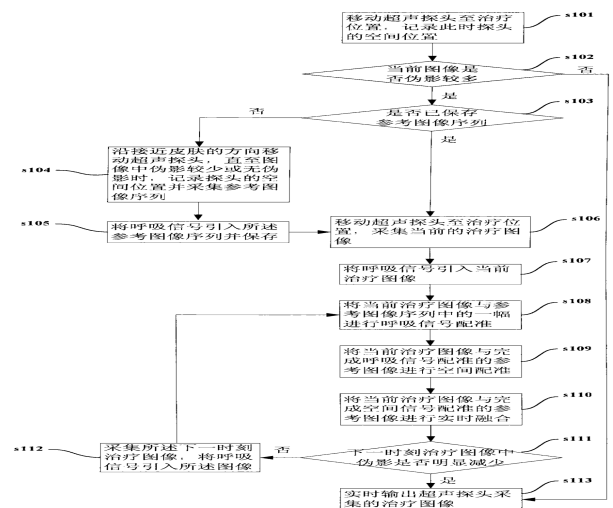 移动超声探头至治疗
位置，记录此时探头
的空间位置
s101
当前图像是
否伪影较多
s102
否
是
是否已保存
参考图像序列
s103
否
是
沿接近皮肤的方向移
动超声探头，直至图
像中伪影较少或无伪
影时，记录探头的空
间位置并采集参考图
像序列
s104
将呼吸信号引入所述
参考图像序列并保存
s105
移动超声探头至治疗位
置，采集当前的治疗图
像
s106
将呼吸信号引入当前
治疗图像
s107
将当前治疗图像与参
考图像序列中的一幅
进行呼吸信号配准
s108
将当前治疗图像与完
成呼吸信号配准的参
考图像进行空间配准
s109
将当前治疗图像与完
成空间信号配准的参
考图像进行实时融合
s110
下一时刻治疗图像中
伪影是否明显减少
s111
否
是
采集所述下一时刻
治疗图像，将呼吸
信号引入所述图像
s112
实时输出超声探头采
集的治疗图像
s113